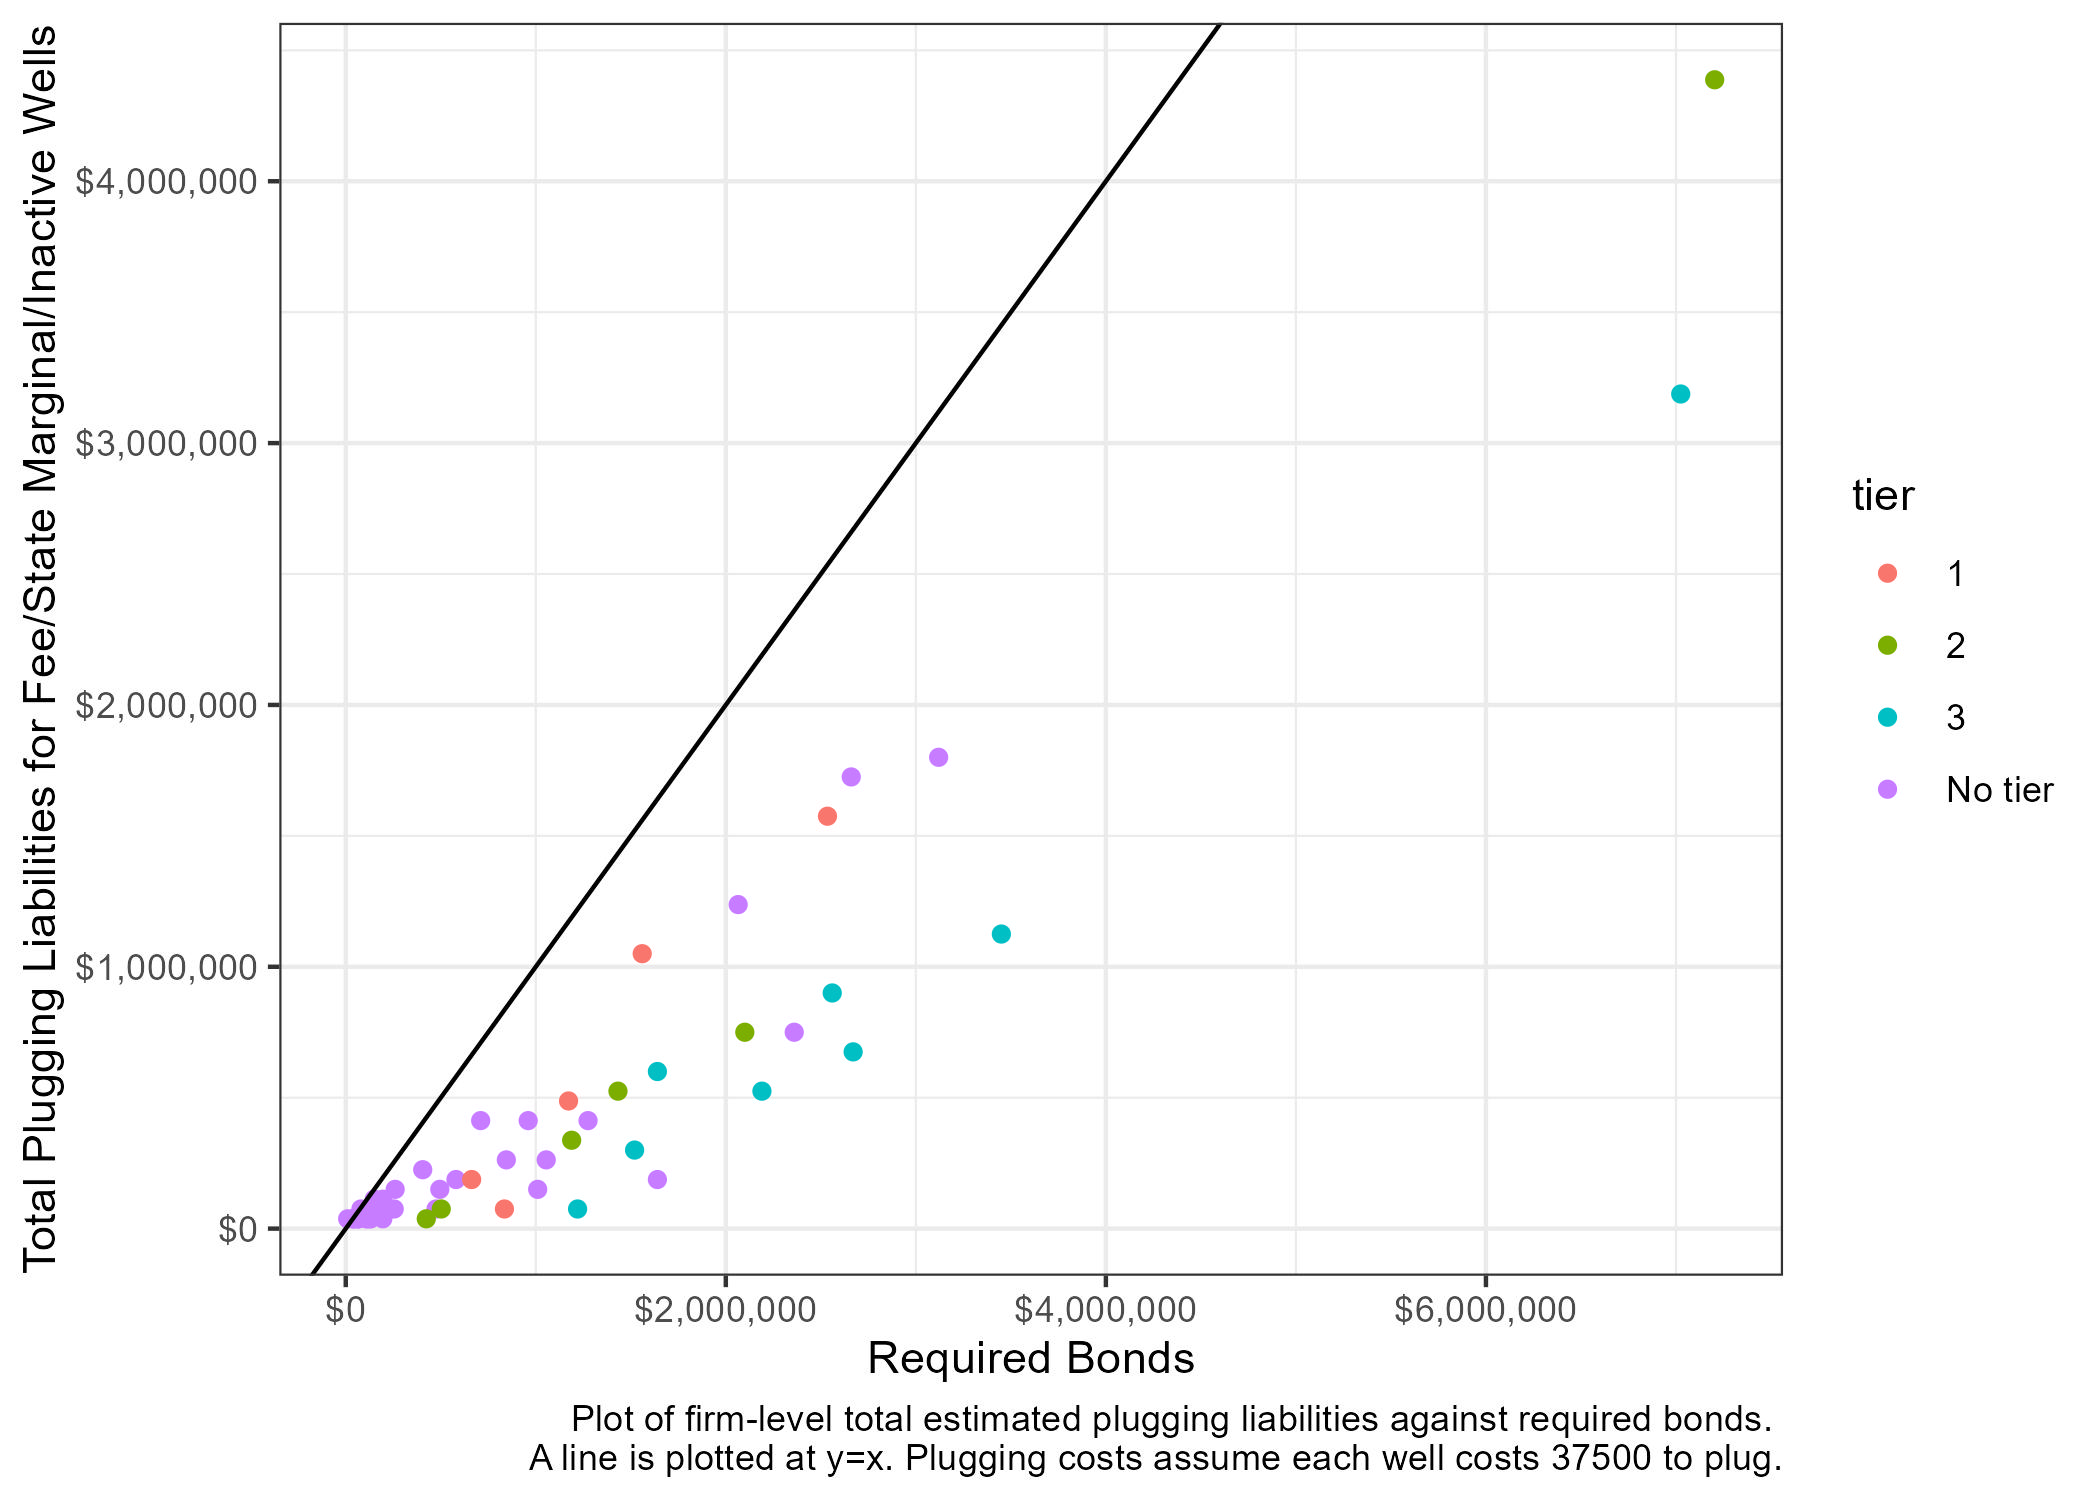 Total Plugging Liabilities for Fee/State Marginal/Inactive Wells
$4,000,000
$3,000,000
$2,000,000
$1,000,000
$0
$0
$2,000,000
$4,000,000
$6,000,000
Required Bonds
tier
1
2
3
No tier
Plot of firm-level total estimated plugging liabilities against required bonds.
A line is plotted at y=x. Plugging costs assume each well costs 37500 to plug.